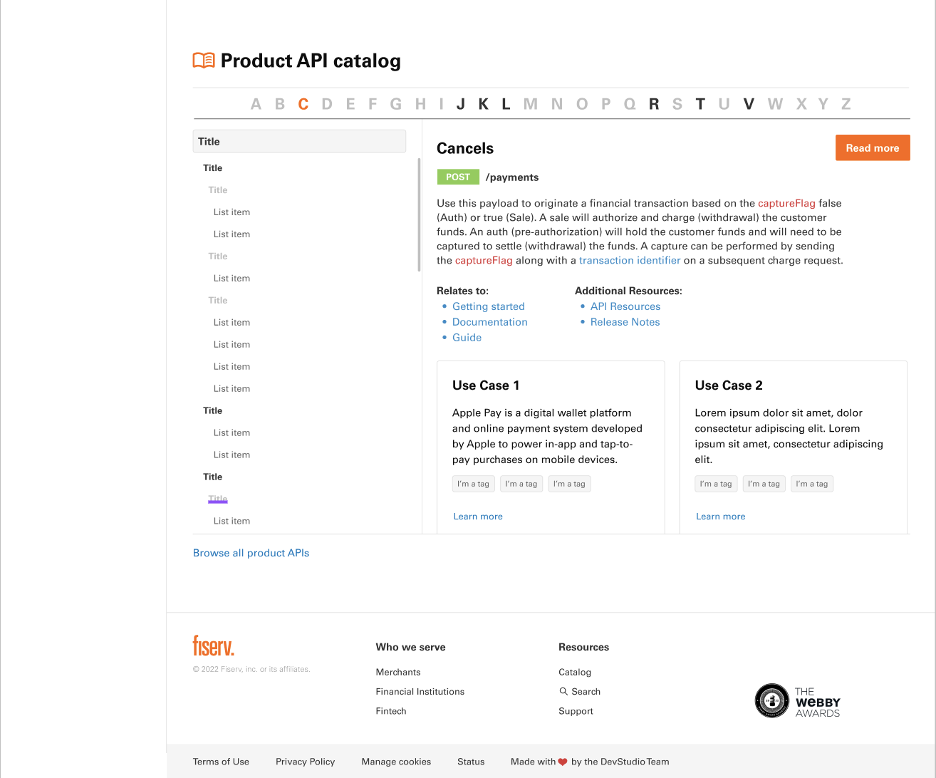 Product API catalog
A B C D E F G H I J K L M N O P Q R S T U V W X Y Z
Title
Title
Title
List item
List item
Title
List item
Title
List item
List item
List item
List item
Title
List item
List item
Title
Title
List item
Cancels
Read more
POST /payments
Use this payload to originate a financial transaction based on the captureFlag false
(Auth) or true (Sale). A sale will authorize and charge (withdrawal) the customer
funds. An auth (pre-authorization) will hold the customer funds and will need to be
captured to settle (withdrawal) the funds. A capture can be performed by sending
the captureFlag along with a transaction identifier on a subsequent charge request.
Relates to:
• Getting started
• Documentation
• Guide
Additional Resources:
• API Resources
• Release Notes
Use Case 1
Apple Pay is a digital wallet platform
and online payment system developed
by Apple to power in-app and tap-to-
pay purchases on mobile devices.
I'm a tag I'm a tag I'm a tag
Learn more
Use Case 2
Lorem ipsum dolor sit amet, dolor
consectetur adipiscing elit. Lorem
ipsum sit amet, consectetur adipiscing
elit.
I'm a tag I'm a tag I'm a tag
Learn more
Browse all product APIs
fiserv.
© 2022 Fiserv, inc. or its affiliates.
Who we serve
Merchants
Financial Institutions
Fintech
Resources
Catalog
Search
Support
THE
WEBBY
AWARDS
Terms of Use Privacy Policy Manage cookies Status Made with ❤ by the DevStudio Team